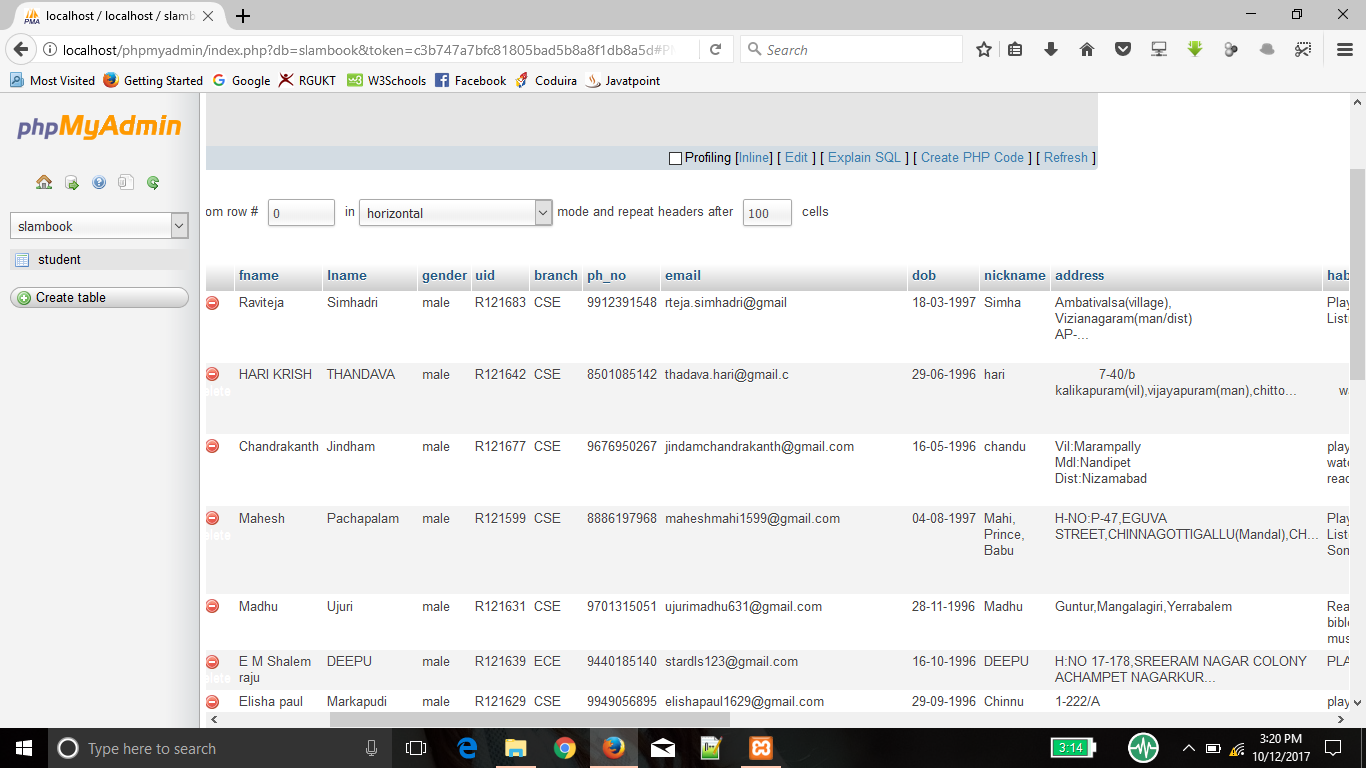 localhost / localhost / slamb
localhost/phpmyadmin/index.php?db=slambook&token=c3b747a7bfc81805bad5b8a8f1db8a5d#P
Search
Most Visited Getting Started Google RGUKT W3Schools Facebook Coduira Javatpoint
phpMyAdmin
slambook
student
Create table
Profiling [Inline] [ Edit ] [ Explain SQL ] [ Create PHP Code ] [ Refresh ]
om row # 0 in horizontal mode and repeat headers after 100 cells
fname lname gender uid branch ph_no email dob nickname address hab
Raviteja Simhadri male R121683 CSE 9912391548 rteja.simhadri@gmail 18-03-1997 Simha Ambativalsa(village), Play
Vizianagaram(man/dist) List
AP-...
HARI KRISH THANDAVA male R121642 CSE 8501085142 thadava.hari@gmail.c 29-06-1996 hari 7-40/b
elete kalikapuram(vil),vijayapuram(man),chitto... wa
Chandrakanth Jindham male R121677 CSE 9676950267 jindamchandrakanth@gmail.com 16-05-1996 chandu Vil:Marampally play
Mdl:Nandipet wat
Dist:Nizamabad reac
Mahesh Pachapalam male R121599 CSE 8886197968 maheshmahi1599@gmail.com 04-08-1997 Mahi, H-NO:P-47,EGUVA Play
elete Prince, STREET,CHINNAGOTTIGALLU(Mandal),CH... List
Babu Son
Madhu Ujuri male R121631 CSE 9701315051 ujurimadhu631@gmail.com 28-11-1996 Madhu Guntur,Mangalagiri,Yerrabalem Rea
bible
mus
E M Shalem DEEPU male R121639 ECE 9440185140 stardls123@gmail.com 16-10-1996 DEEPU H:NO 17-178,SREERAM NAGAR COLONY PLA
elete raju ACHAMPET NAGARKUR...
Elisha paul Markapudi male R121629 CSE 9949056895 elishapaul1629@gmail.com 29-09-1996 Chinnu 1-222/A play
Type here to search
3:14
3:20 PM
10/12/2017